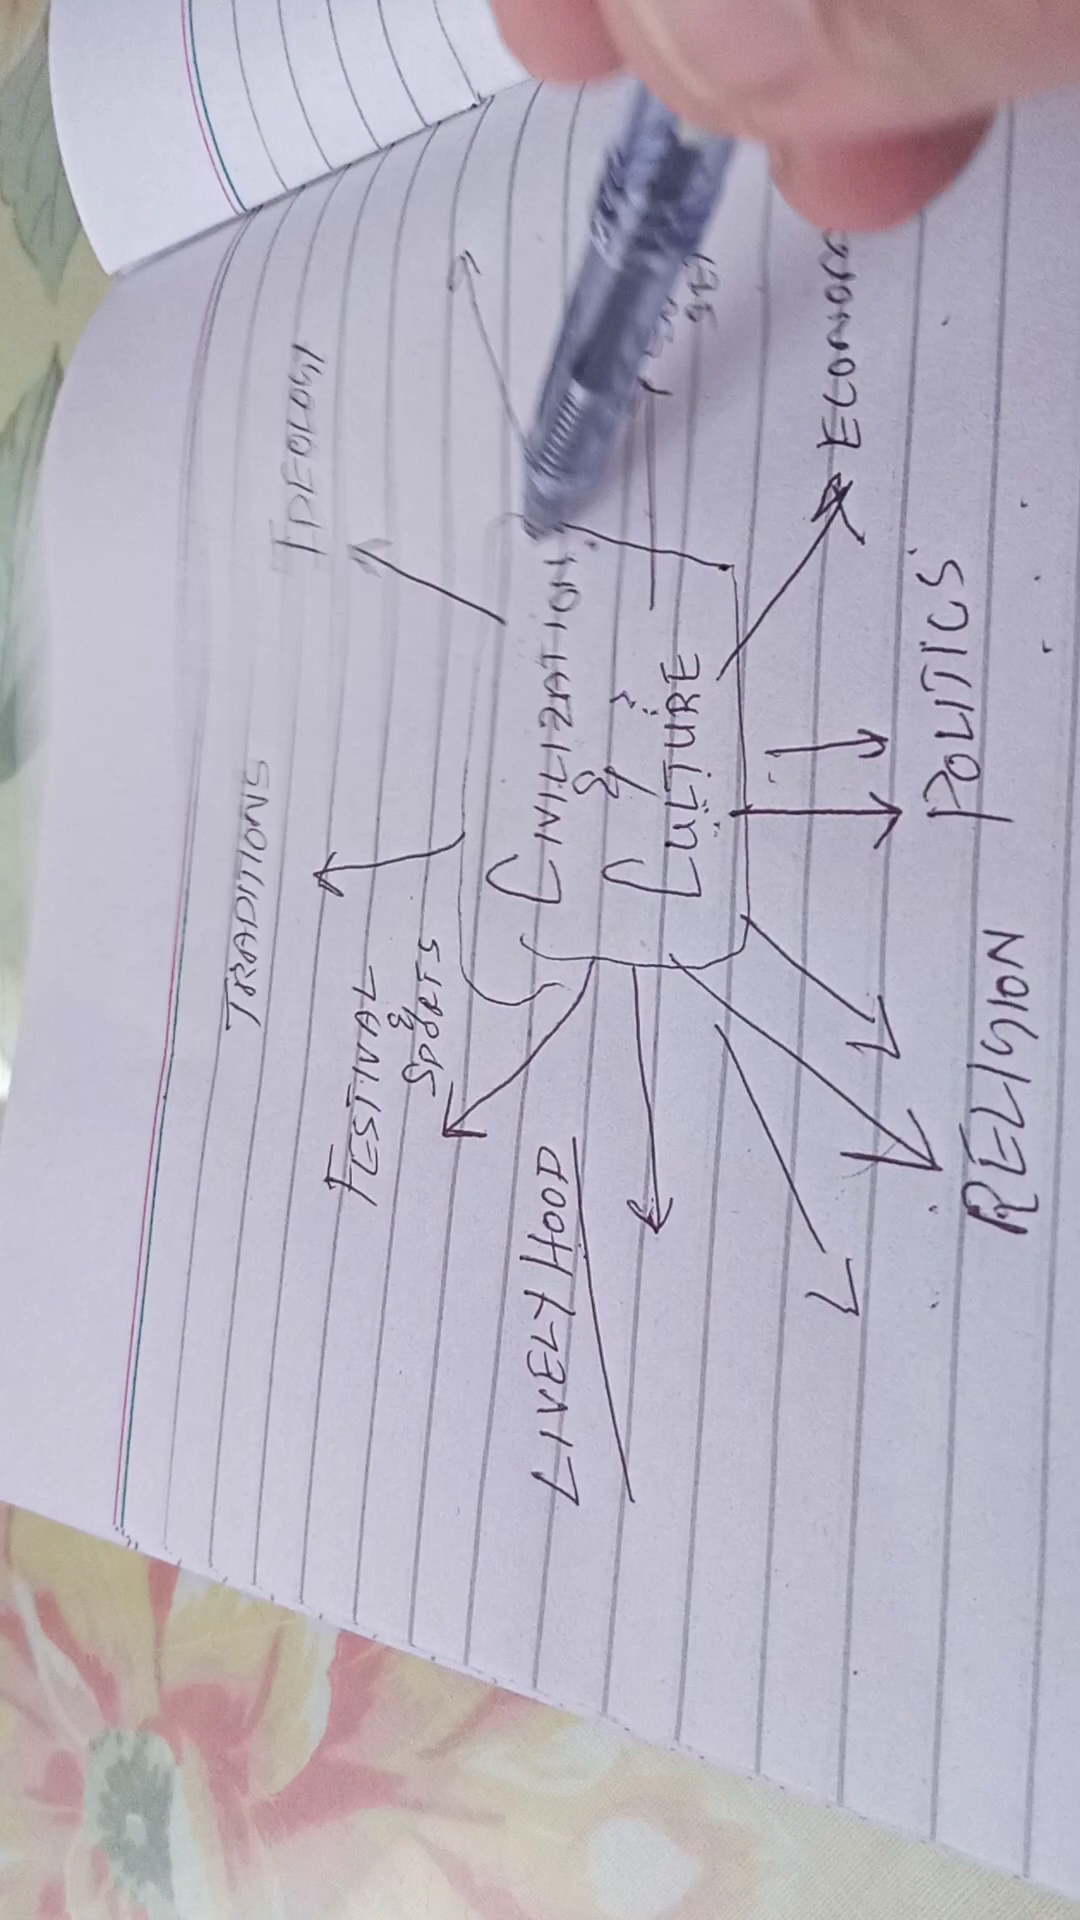 TRADITIONS
IDEOLOGY
FESTIVAL
&
SPORTS
CIVILIZATION
&
CULTURE
LIVELYHOOD
POLITICS
RELIGION